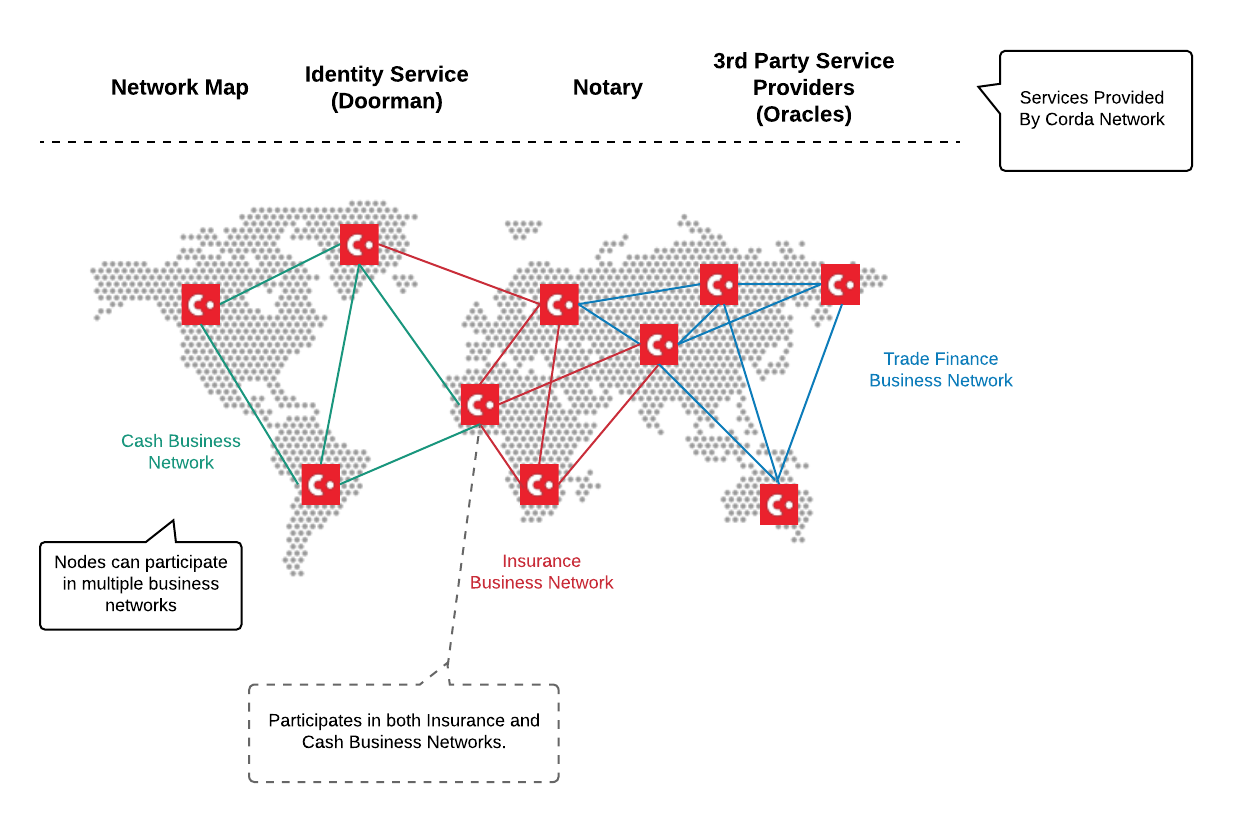 Network Map
Identity Service
(Doorman)
Notary
3rd Party Service
Providers
(Oracles)
Services Provided
By Corda Network
Trade Finance
Business Network
Cash Business
Network
Nodes can participate
in multiple business
networks
Insurance
Business Network
Participates in both Insurance and
Cash Business Networks.